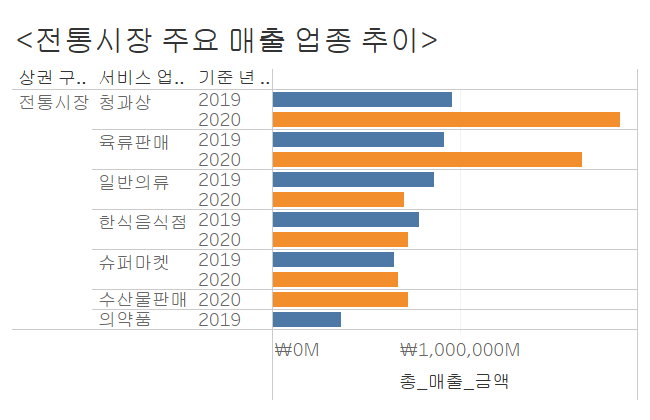 <전통시장 주요 매출 업종 추이>
상권 구.. 서비스 업.. 기준 년 ..
전통시장 청과상 2019
2020
육류판매 2019
2020
일반의류 2019
2020
한식음식점 2019
2020
슈퍼마켓 2019
2020
수산물판매 2020
의약품 2019
₩0M ₩1,000,000M
총_매출_금액